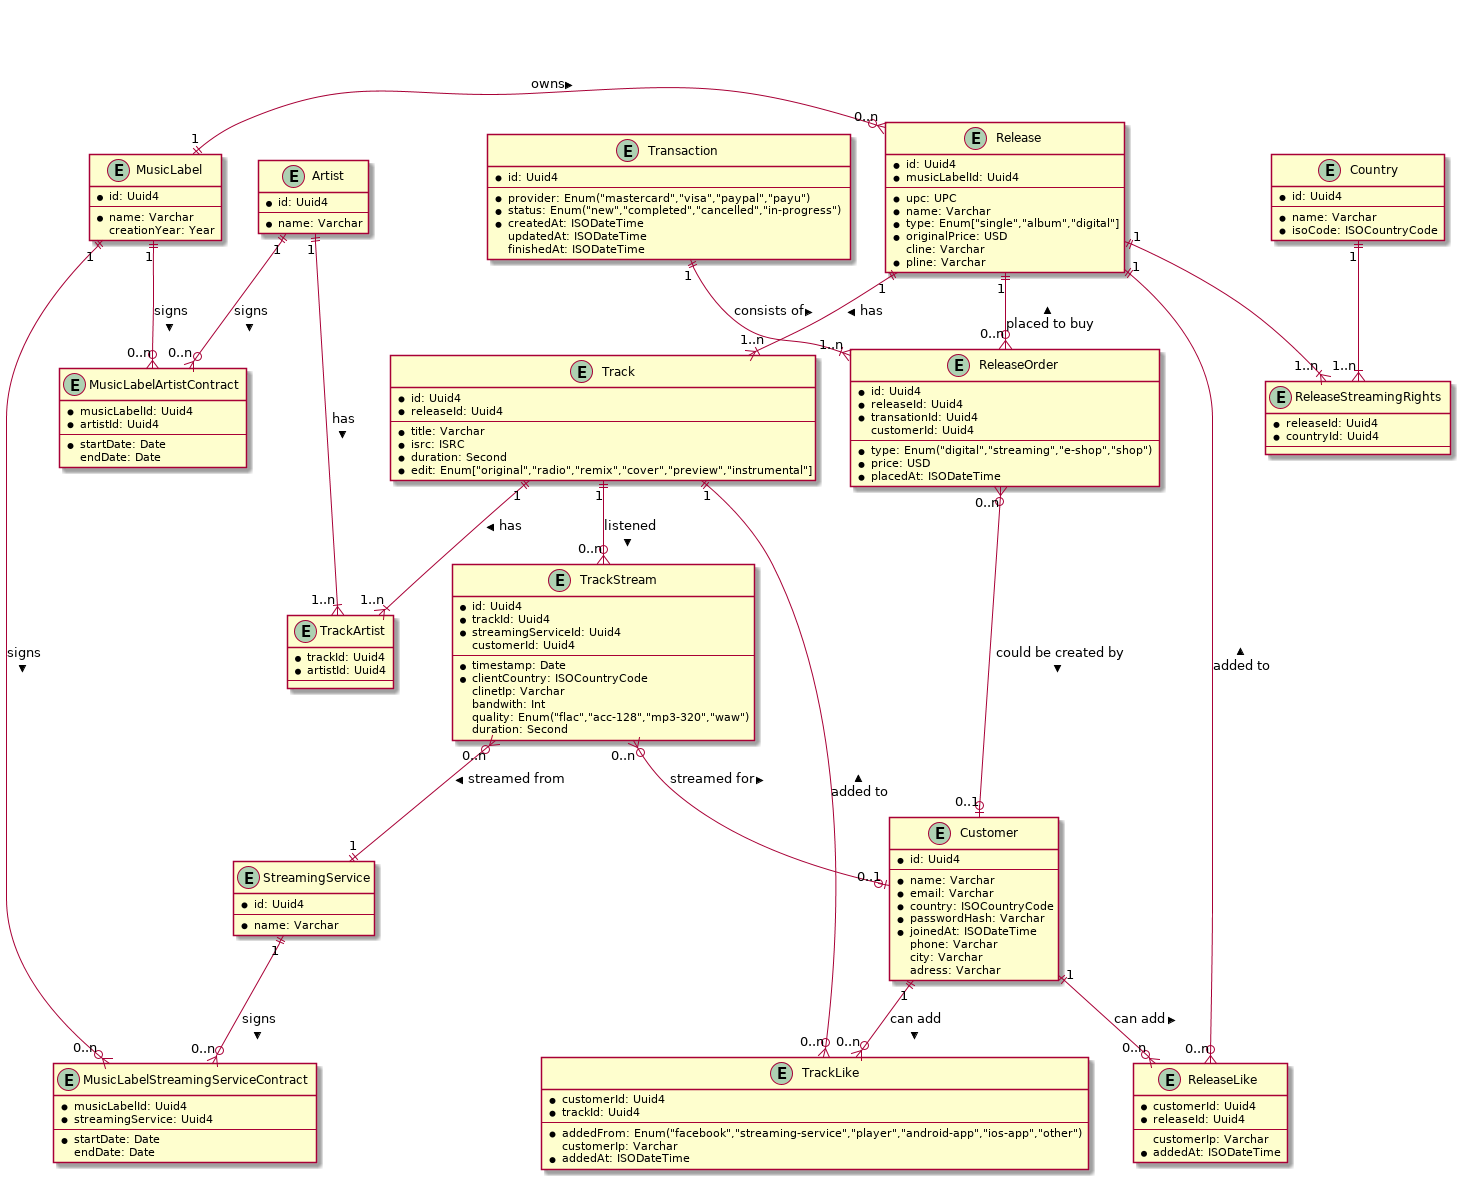 owns▶
1
0..n
E MusicLabel
id: Uuid4
name: Varchar
creationYear: Year
E Artist
id: Uuid4
name: Varchar
E Transaction
id: Uuid4
provider: Enum("mastercard","visa","paypal","payu")
status: Enum("new","completed","cancelled","in-progress")
createdAt: ISODateTime
updatedAt: ISODateTime
finishedAt: ISODateTime
E Release
id: Uuid4
musicLabelId: Uuid4
upc: UPC
name: Varchar
type: Enum["single","album","digital"]
originalPrice: USD
cline: Varchar
pline: Varchar
E Country
id: Uuid4
name: Varchar
isoCode: ISOCountryCode
1
1
1
1
1
1
1
1
1
1
signs
▼
signs
▼
consists of▶
◀ has
▲
placed to buy
0..n
0..n
1..n
1..n
0..n
1..n
1..n
E MusicLabelArtistContract
musicLabelId: Uuid4
artistId: Uuid4
startDate: Date
endDate: Date
has
▼
E Track
id: Uuid4
releaseId: Uuid4
title: Varchar
isrc: ISRC
duration: Second
edit: Enum["original","radio","remix","cover","preview","instrumental"]
E ReleaseOrder
id: Uuid4
releaseId: Uuid4
transationId: Uuid4
customerId: Uuid4
type: Enum("digital","streaming","e-shop","shop")
price: USD
placedAt: ISODateTime
E ReleaseStreamingRights
releaseId: Uuid4
countryId: Uuid4
1
1
1
0..n
◀ has
listened
▼
0..n
1..n
1..n
E TrackArtist
trackId: Uuid4
artistId: Uuid4
E TrackStream
id: Uuid4
trackId: Uuid4
streamingServiceId: Uuid4
customerId: Uuid4
timestamp: Date
clientCountry: ISOCountryCode
clinetIp: Varchar
bandwith: Int
quality: Enum("flac","acc-128","mp3-320","waw")
duration: Second
signs
▼
could be created by
▼
▲
added to
0..n
0..n
◀ streamed from
streamed for▶
▲
added to
0..1
1
0..1
E StreamingService
id: Uuid4
name: Varchar
E Customer
id: Uuid4
name: Varchar
email: Varchar
country: ISOCountryCode
passwordHash: Varchar
joinedAt: ISODateTime
phone: Varchar
city: Varchar
adress: Varchar
1
1
1
signs
▼
can add
▼
can add ▶
0..n
0..n
0..n
0..n
0..n
0..n
E MusicLabelStreamingServiceContract
musicLabelId: Uuid4
streamingService: Uuid4
startDate: Date
endDate: Date
E TrackLike
customerId: Uuid4
trackId: Uuid4
addedFrom: Enum("facebook","streaming-service","player","android-app","ios-app","other")
customerIp: Varchar
addedAt: ISODateTime
E ReleaseLike
customerId: Uuid4
releaseId: Uuid4
customerIp: Varchar
addedAt: ISODateTime